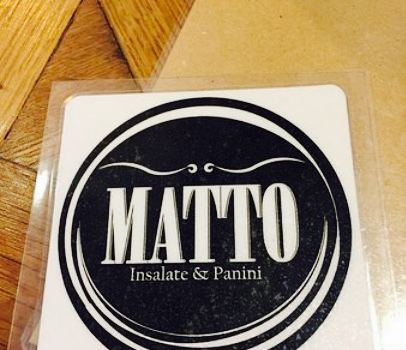 MATTO
Insalate & Panini